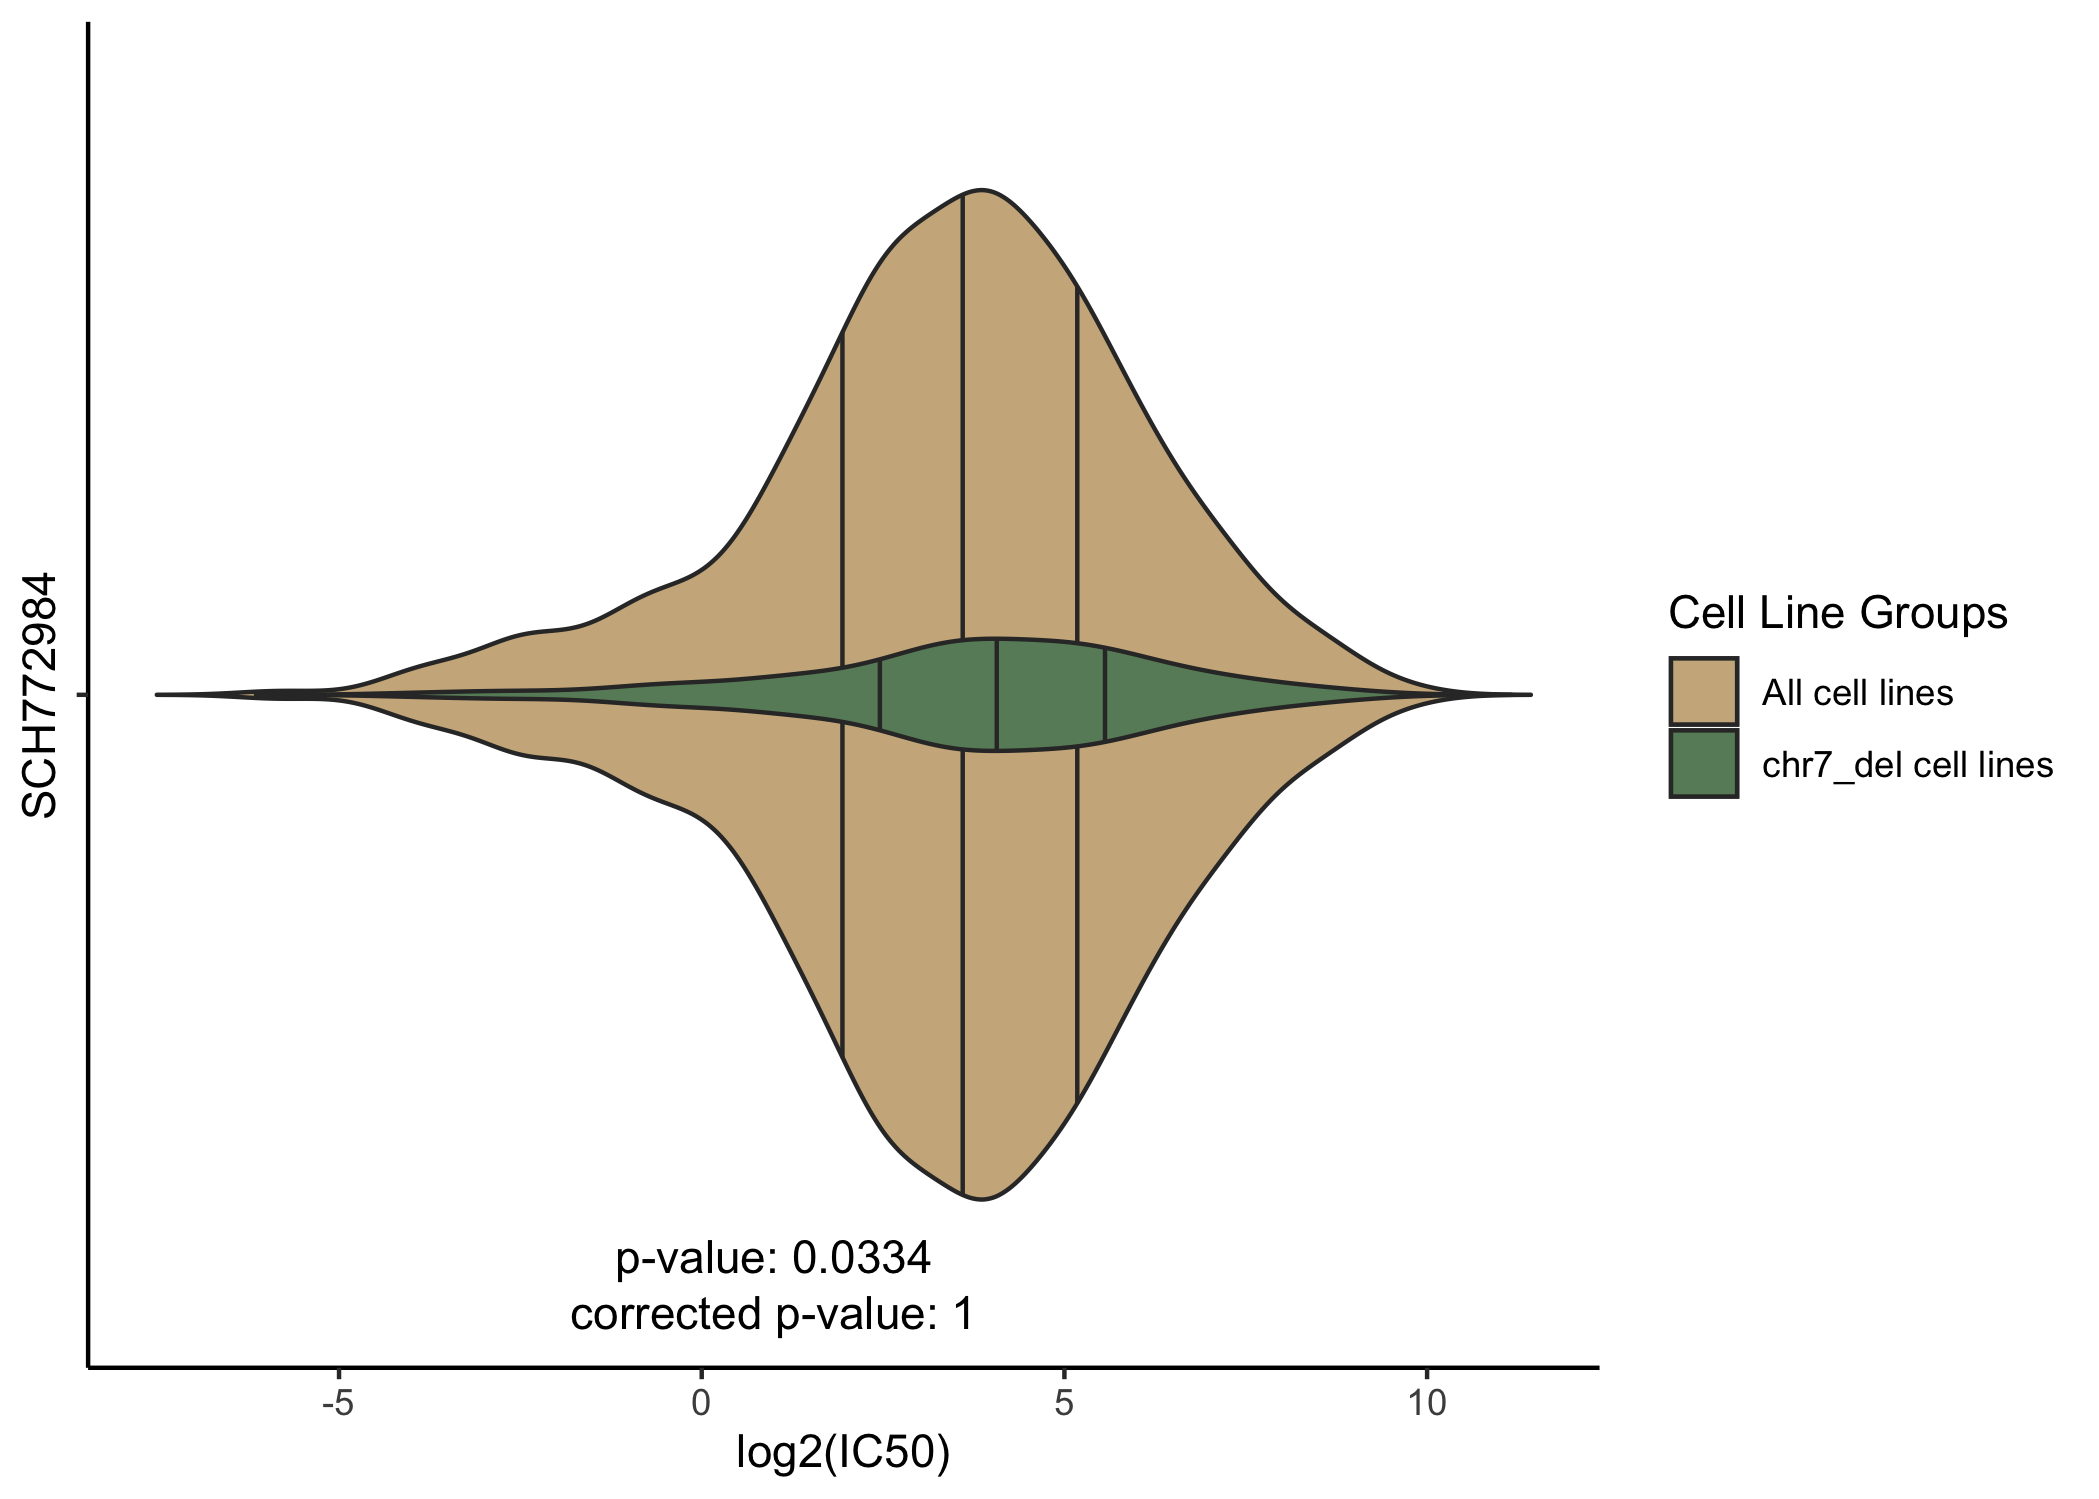 SCH772984
Cell Line Groups
All cell lines
chr7_del cell lines
p-value: 0.0334
corrected p-value: 1
-5 0 5 10
log2(IC50)